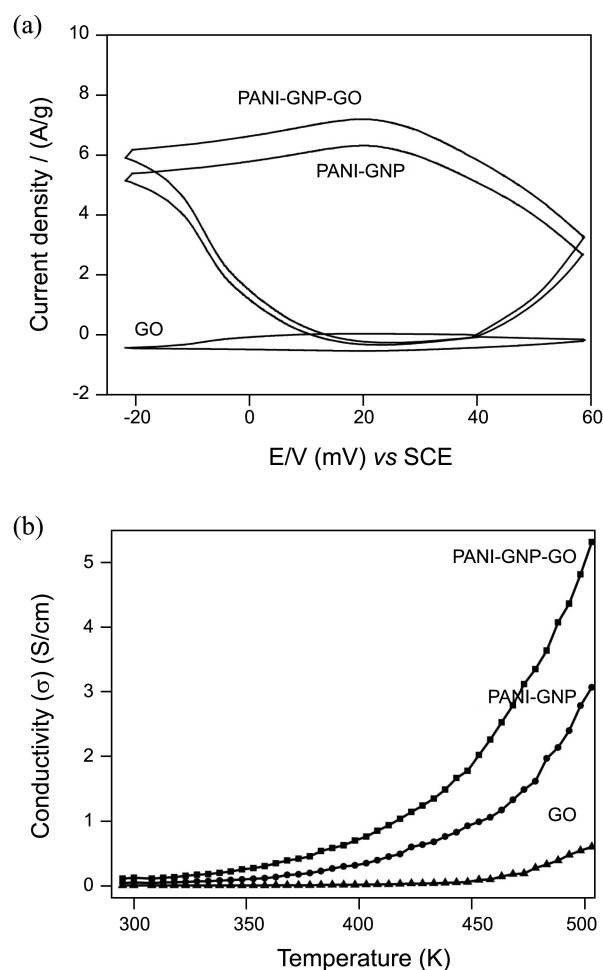 (a)
10
8
6
4
2
0
-2
Current density / (A/g)
PANI-GNP-GO
PANI-GNP
GO
-20 0 20 40 60
E/V (mV) vs SCE
(b)
5
4
3
2
1
0
Conductivity (σ) (S/cm)
PANI-GNP-GO
PANI-GNP
GO
300 350 400 450 500
Temperature (K)